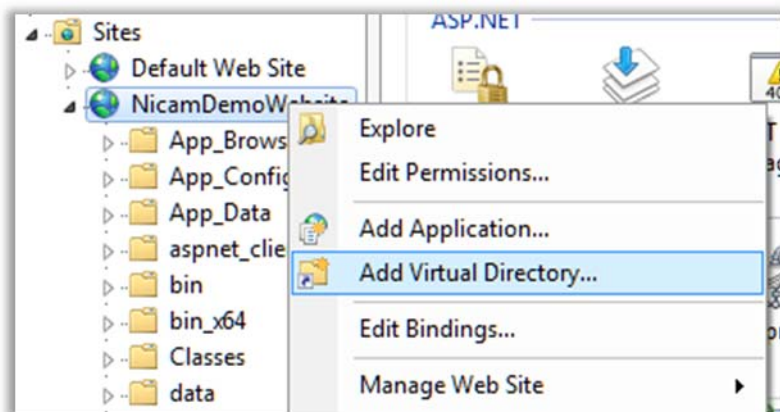 Sites
Default Web Site
NicamDemoWebsite
App_Brows
App_Config
App_Data
aspnet_clie
bin
bin_x64
Classes
data
ASP.NET
Explore
Edit Permissions...
Add Application...
Add Virtual Directory...
Edit Bindings...
Manage Web Site